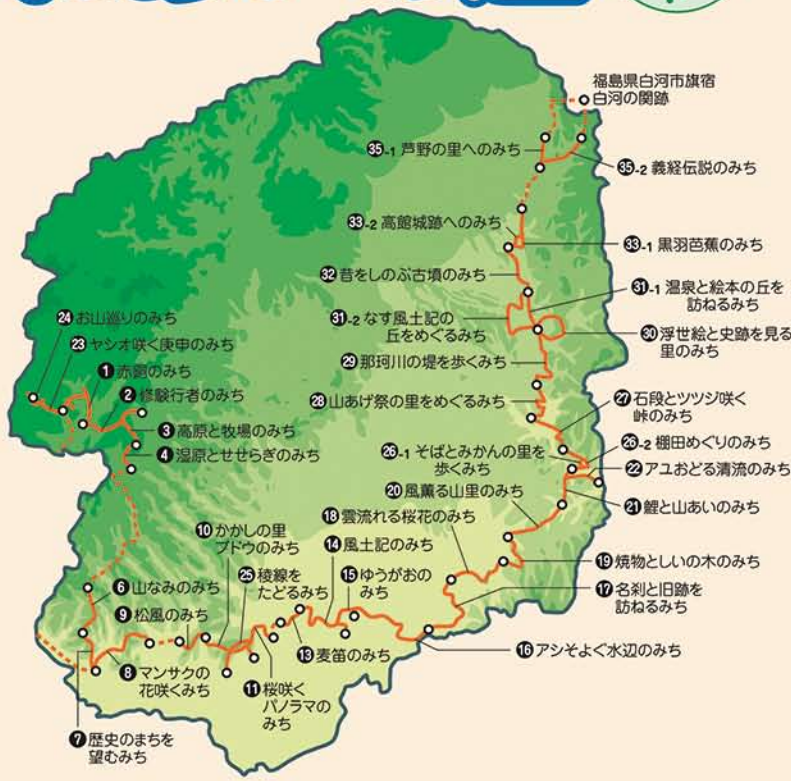 福島県白河市旗宿
白河の関跡
35-1 芦野の里へのみち
35-2 義経伝説のみち
33-2 高館城跡へのみち
33-1 黒羽芭蕉のみち
32 昔をしのぶ古墳のみち
31-1 温泉と絵本の丘を
訪ねるみち
31-2 なす風土記の
丘をめぐるみち
30 浮世絵と史跡を見る
里のみち
29 那珂川の堤を歩くみち
28 山あげ祭の里をめぐるみち
27 石段とツツジ咲く
峠のみち
26-1 そばとみかんの里を
歩くみち
26-2 棚田めぐりのみち
22 アユおどる清流のみち
20 風薫る山里のみち
21 鯉と山あいのみち
24 お山巡りのみち
23 ヤシオ咲く庚申のみち
1 赤銅のみち
2 修験行者のみち
3 高原と牧場のみち
4 湿原とせせらぎのみち
18 雲流れる桜花のみち
19 焼物としいの木のみち
17 名刹と旧跡を
訪ねるみち
10 かかしの里
ブドウのみち
14 風土記のみち
25 稜線を
たどるみち
15 ゆうがおの
みち
6 山なみのみち
9 松風のみち
13 麦笛のみち
16 アシそよぐ水辺のみち
8 マンサクの
花咲くみち
11 桜咲く
パノラマの
みち
7 歴史のまちを
望むみち